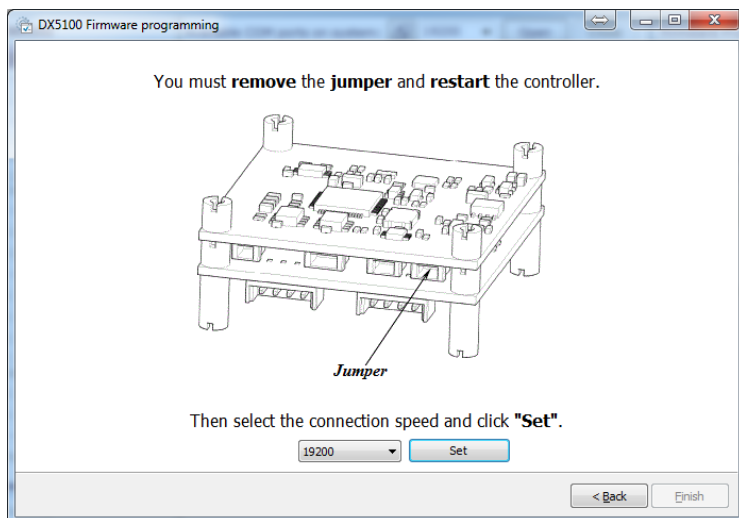 DX5100 Firmware programming
You must remove the jumper and restart the controller.
Jumper
Then select the connection speed and click "Set".
19200
Set
< Back
Finish